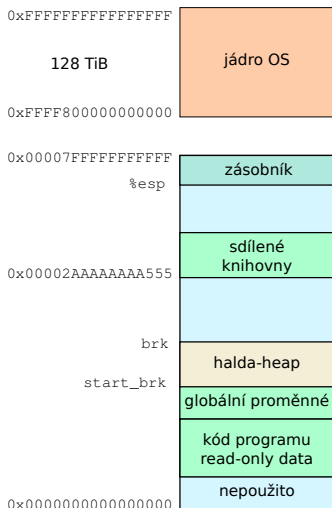 0xFFFFFFFFFFFFFFFF
128 TiB
jádro OS
0xFFFF800000000000
0x00007FFFFFFFFFFF
zásobník
%esp
sdílené
knihovny
0x00002AAAAAAAA555
brk
halda-heap
start_brk
globální proměnné
kód programu
read-only data
nepoužito
0x0000000000000000